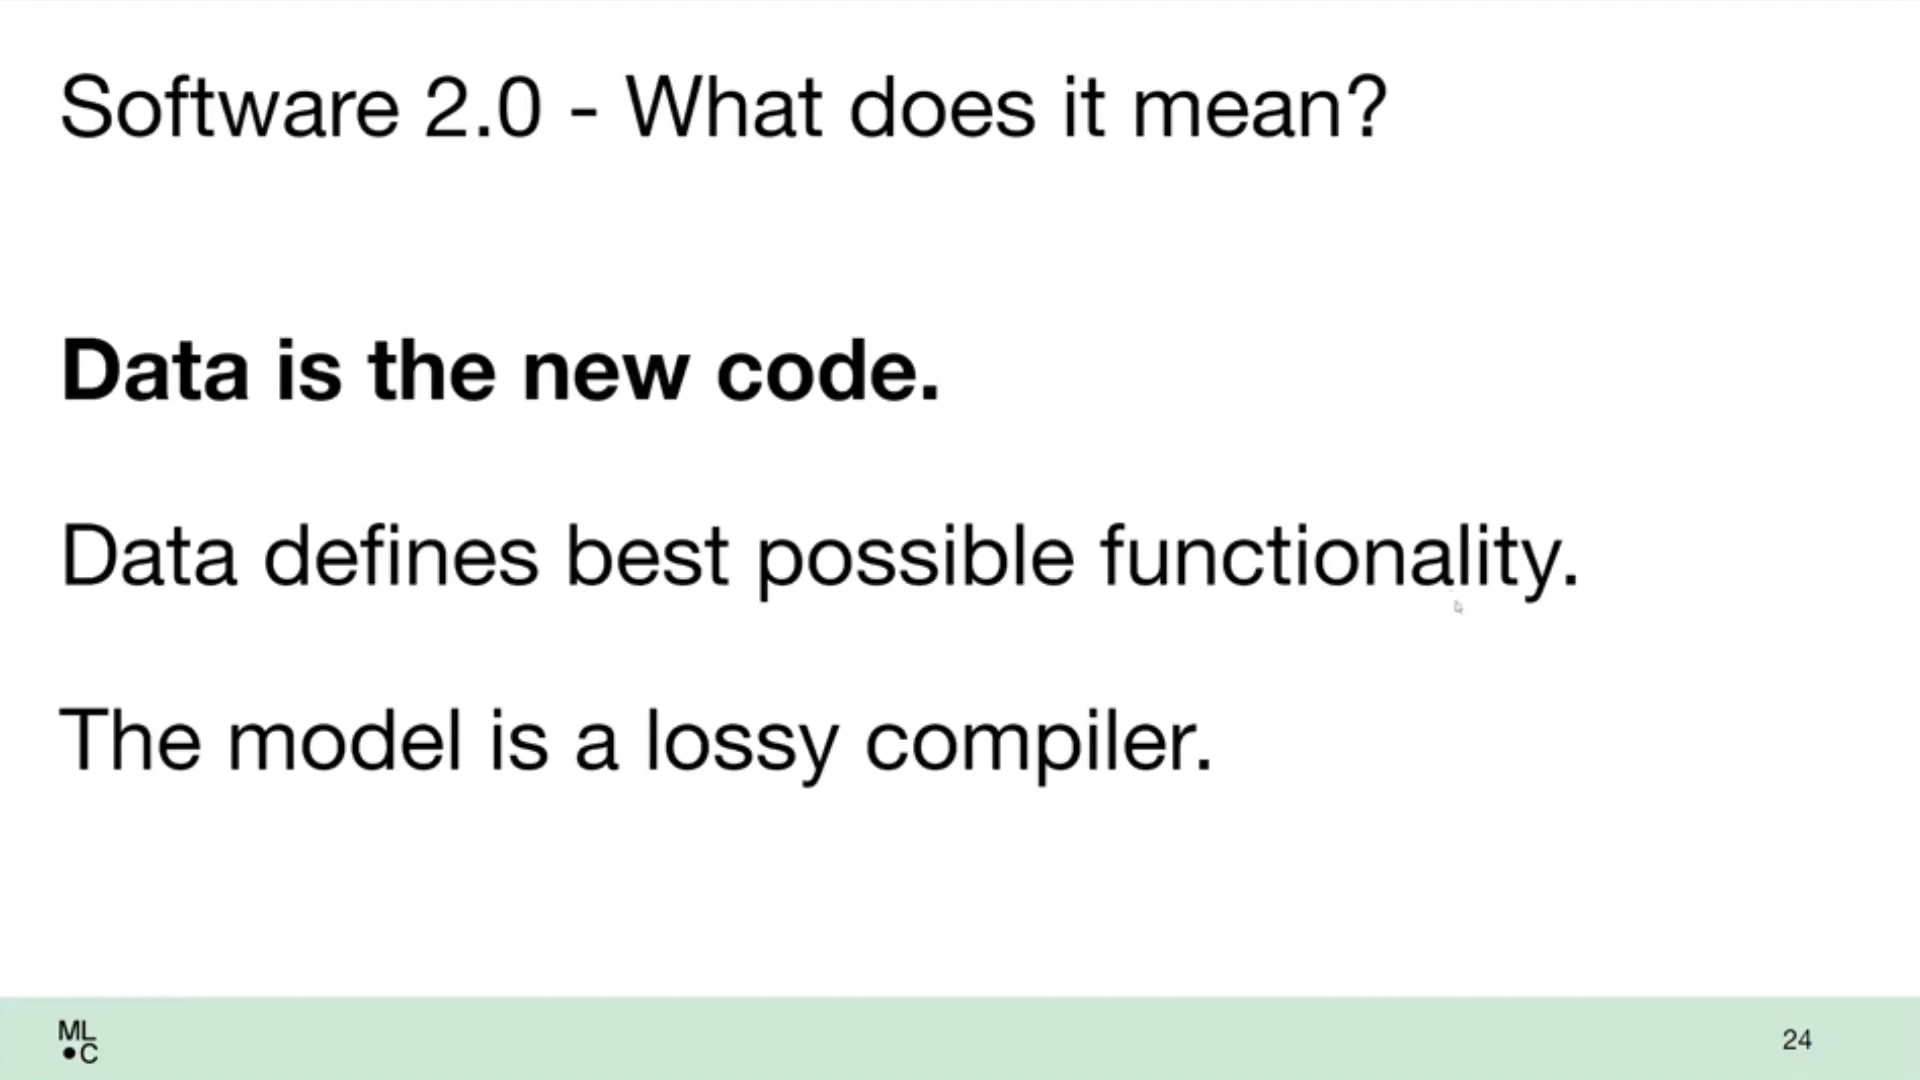 Software 2.0 - What does it mean?
Data is the new code.
Data defines best possible functionality.
The model is a lossy compiler.
ML
•C
24